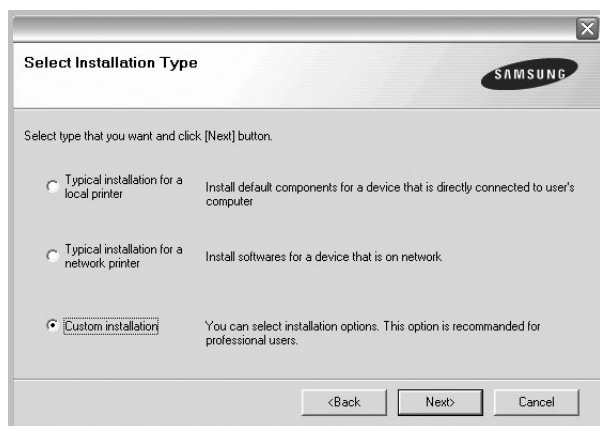 Select Installation Type
SAMSUNG
Select type that you want and click [Next] button.
Typical installation for a
local printer
Install default components for a device that is directly connected to user's
computer
Typical installation for a
network printer
Install softwares for a device that is on network
Custom installation
You can select installation options. This option is recommanded for
professional users.
<Back
Next>
Cancel